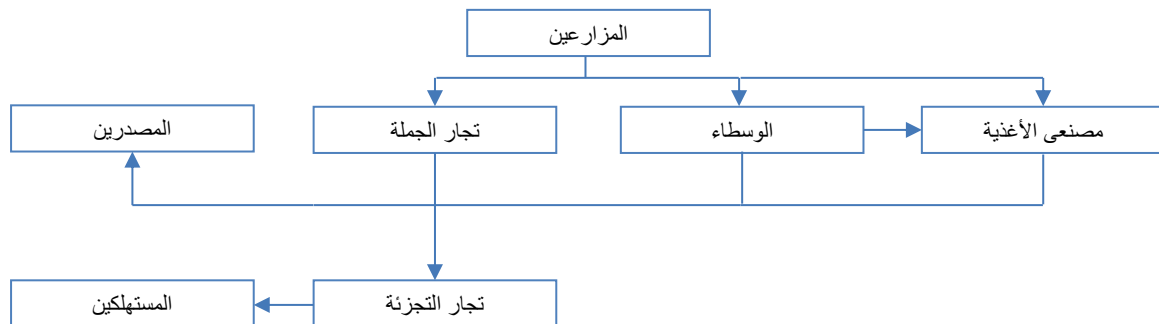 المزارعين
مصنعى الأغذية
الوسطاء
تجار الجملة
المصدرين
تجار التجزئة
المستهلكين